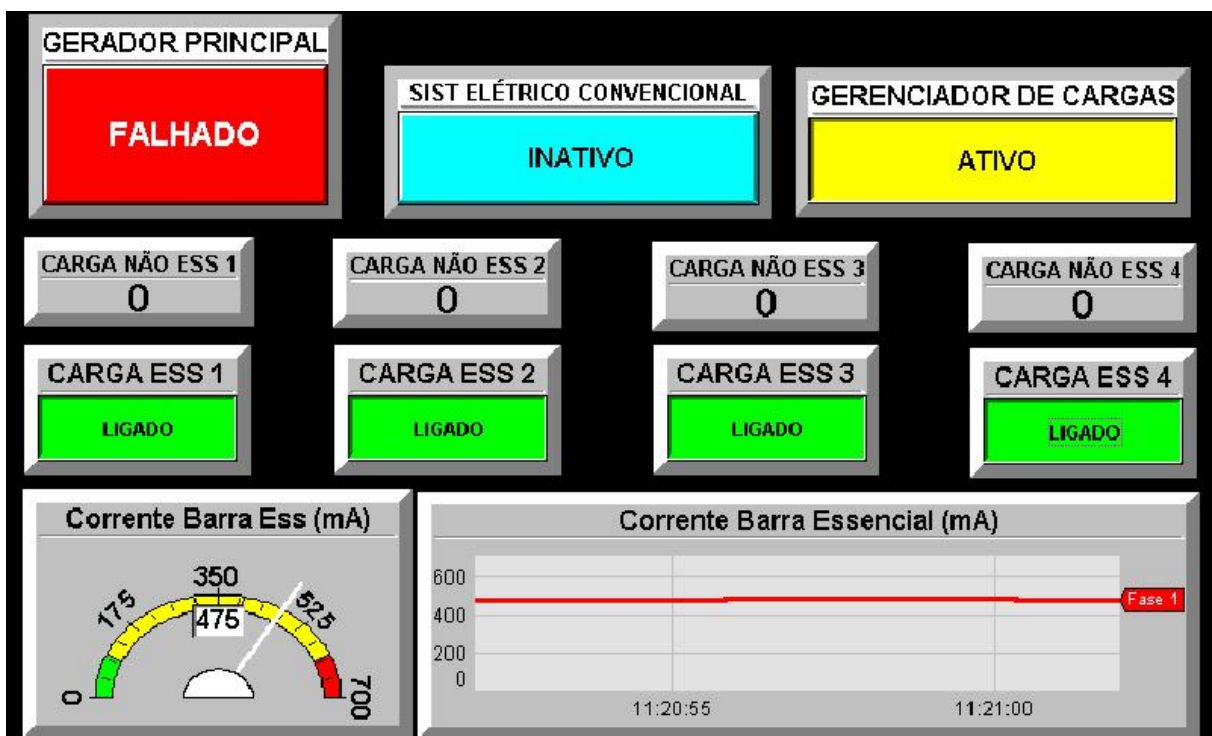 GERADOR PRINCIPAL
FALHADO
SIST ELÉTRICO CONVENCIONAL
INATIVO
GERENCIADOR DE CARGAS
ATIVO
CARGA NÃO ESS 1
0
CARGA NÃO ESS 2
0
CARGA NÃO ESS 3
0
CARGA NÃO ESS 4
0
CARGA ESS 1
LIGADO
CARGA ESS 2
LIGADO
CARGA ESS 3
LIGADO
CARGA ESS 4
LIGADO
Corrente Barra Ess (mA)
0
175
350
525
700
475
Corrente Barra Essencial (mA)
600
400
200
0
Fase 1
11:20:55
11:21:00